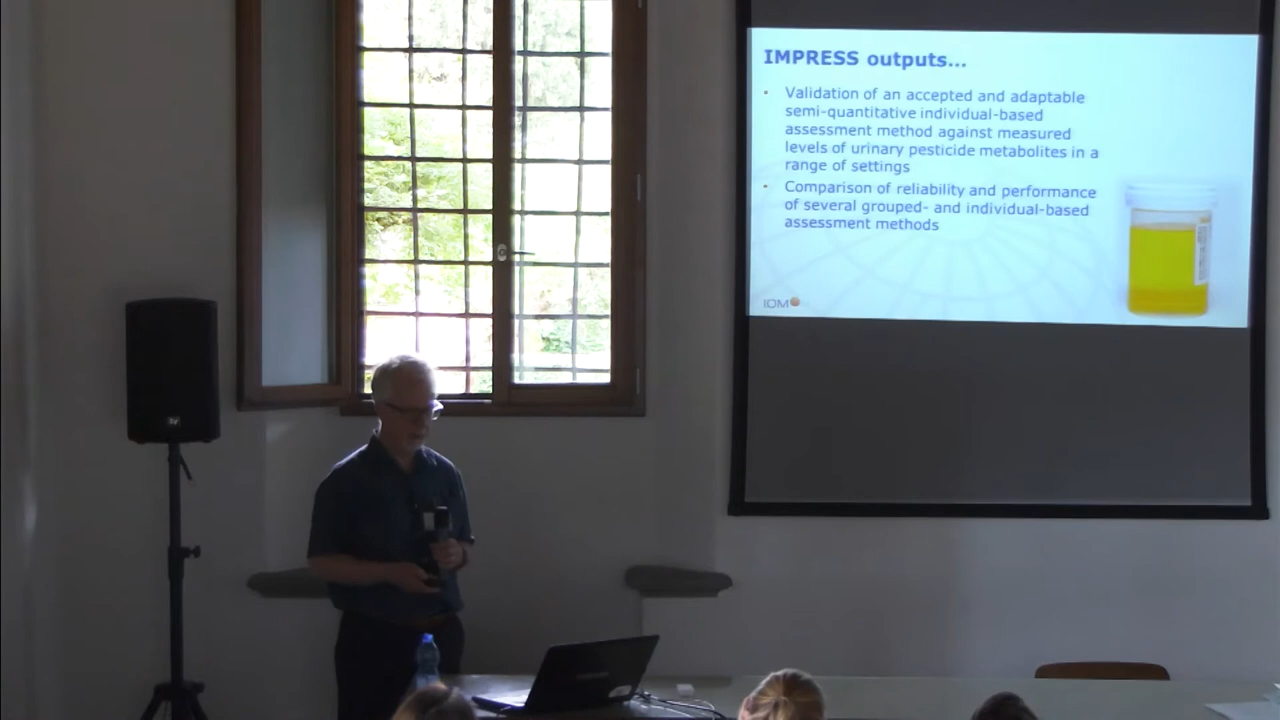 IMPRESS outputs...
• Validation of an accepted and adaptable
semi-quantitative individual-based
assessment method against measured
levels of urinary pesticide metabolites in a
range of settings
• Comparison of reliability and performance
of several grouped- and individual-based
assessment methods
IOM